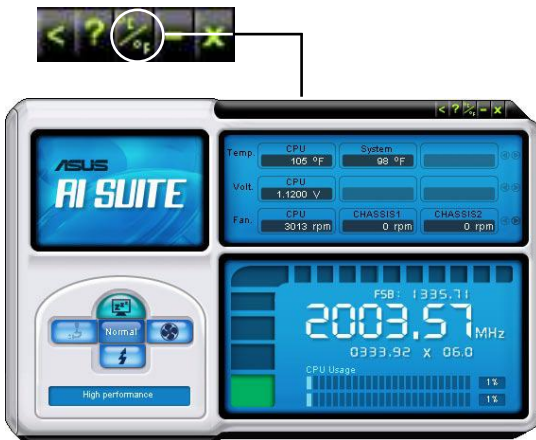 < ? °C/°F - x
< ? °C/°F - x
ASUS
AI SUITE
Temp. CPU System
105 °F 98 °F
Volt. CPU
1.1200 V
Fan. CPU CHASSIS1 CHASSIS2
3013 rpm 0 rpm 0 rpm
Normal
High performance
FSB: 1335.71
2003.57 MHz
0333.92 X 06.0
CPU Usage
1%
1%